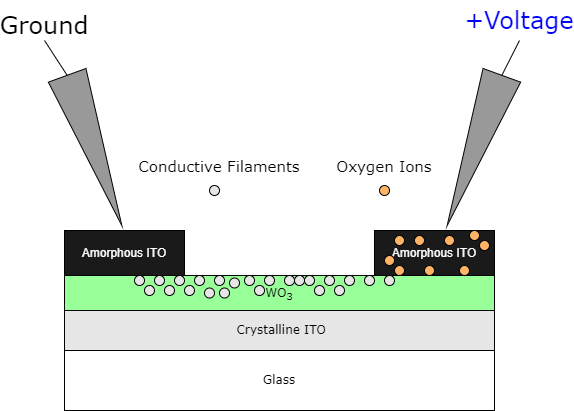 Ground
+Voltage
Conductive Filaments
Oxygen Ions
Amorphous ITO
Amorphous ITO
WO3
Crystalline ITO
Glass